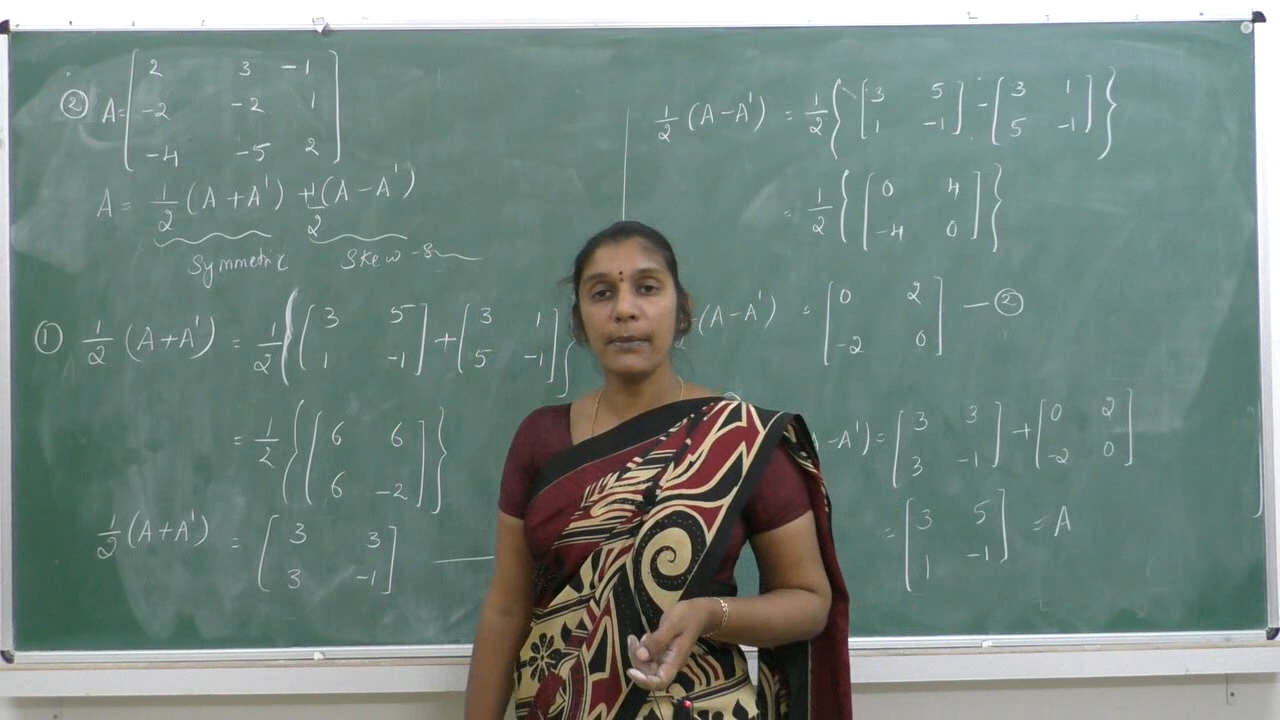 ② A= [ 2 3 -1
-2 -2 1
-4 -5 2 ]
A = 1/2 (A + A') + 1/2 (A - A')
Symmetric Skew-S
① 1/2 (A + A') = 1/2 { [ 3 5
1 -1 ] + [ 3 1
5 -1 ] }
= 1/2 { [ 6 6
6 -2 ] }
1/2 (A + A') = [ 3 3
3 -1 ] —
1/2 (A - A') = 1/2 { [ 3 5
1 -1 ] - [ 3 1
5 -1 ] }
= 1/2 { [ 0 4
-4 0 ] }
(A - A') = [ 0 2
-2 0 ] — ②
A - A') = [ 3 3
3 -1 ] + [ 0 2
-2 0 ]
= [ 3 5
1 -1 ] = A